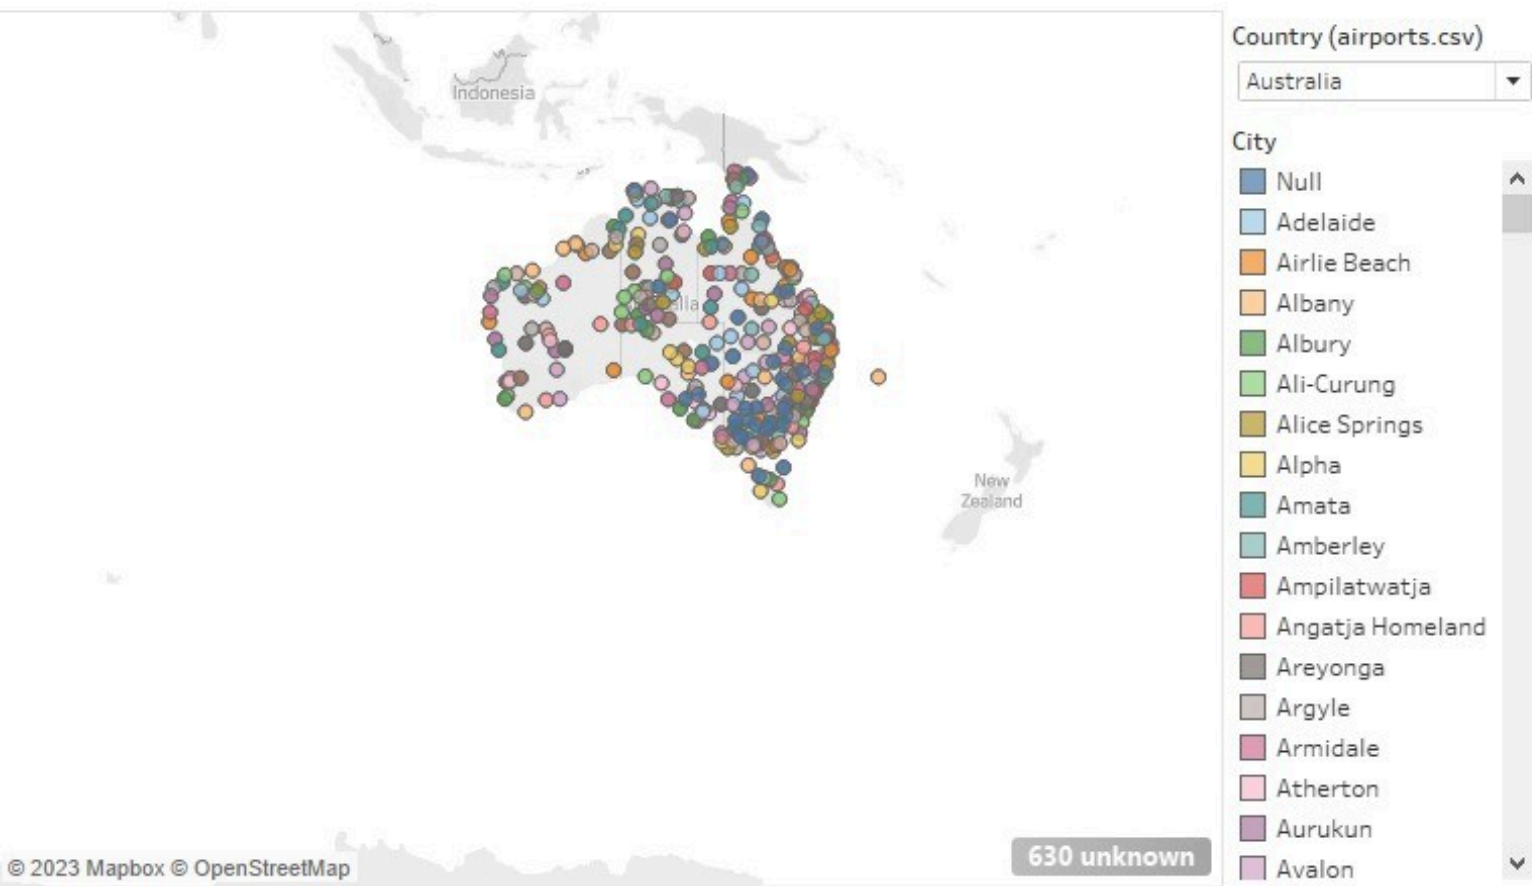 Indonesia
alia
New
Zealand
© 2023 Mapbox © OpenStreetMap
630 unknown
Country (airports.csv)
Australia
City
Null
Adelaide
Airlie Beach
Albany
Albury
Ali-Curung
Alice Springs
Alpha
Amata
Amberley
Ampilatwatja
Angatja Homeland
Areyonga
Argyle
Armidale
Atherton
Aurukun
Avalon